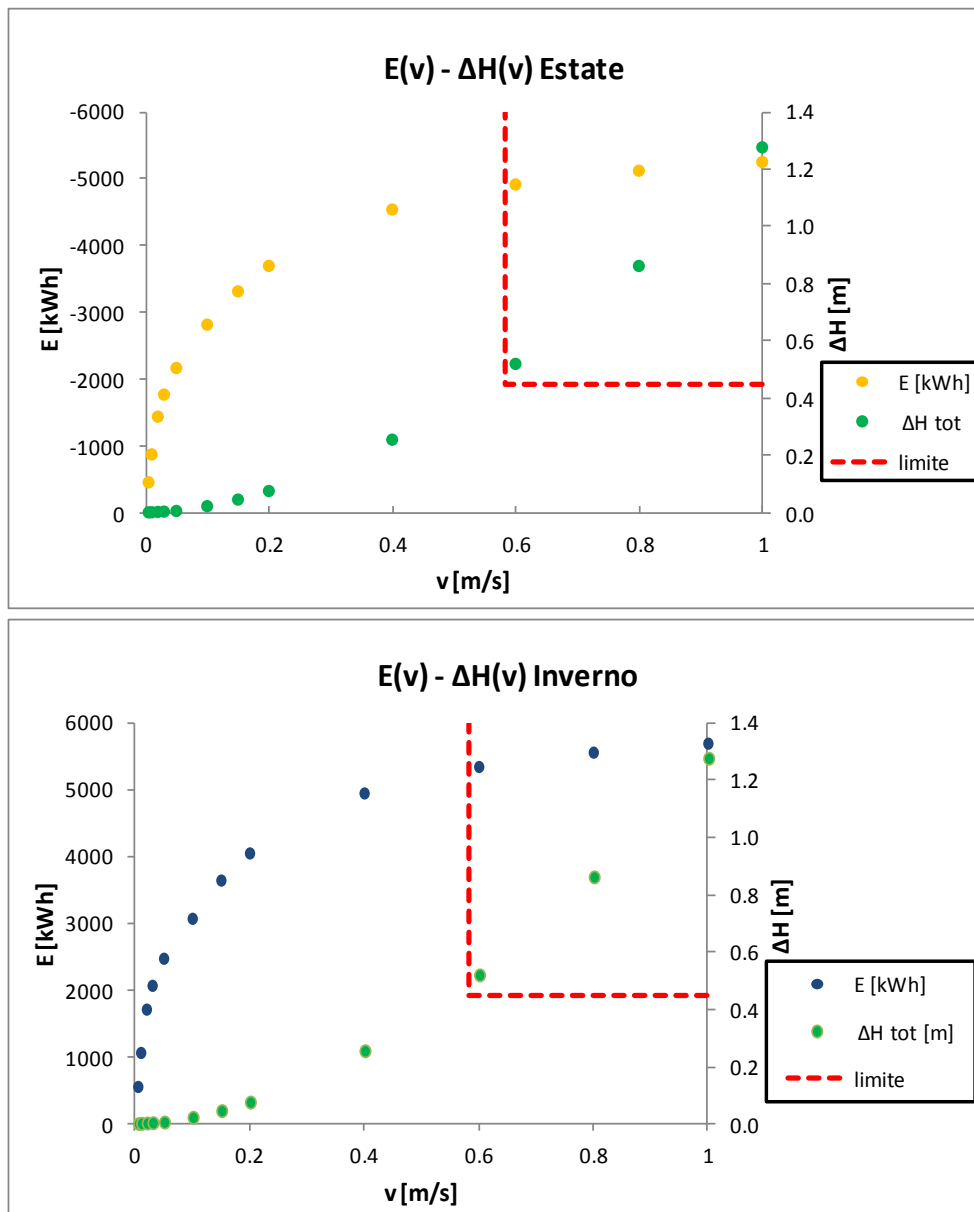 E(v) - ΔH(v) Estate
-6000
-5000
-4000
-3000
-2000
-1000
0
E [kWh]
1.4
1.2
1.0
0.8
0.6
0.4
0.2
0.0
ΔH [m]
0 0.2 0.4 0.6 0.8 1
v [m/s]
E [kWh]
ΔH tot
limite
E(v) - ΔH(v) Inverno
6000
5000
4000
3000
2000
1000
0
E [kWh]
1.4
1.2
1.0
0.8
0.6
0.4
0.2
0.0
ΔH [m]
0 0.2 0.4 0.6 0.8 1
v [m/s]
E [kWh]
ΔH tot [m]
limite